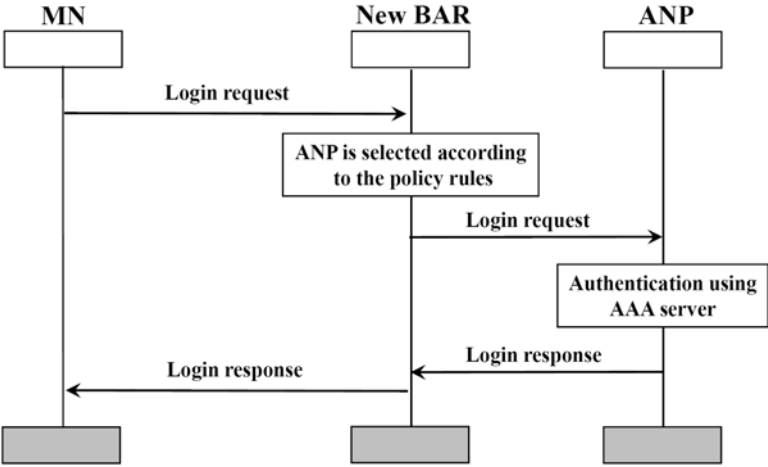 MN
New BAR
ANP
Login request
ANP is selected according
to the policy rules
Login request
Authentication using
AAA server
Login response
Login response